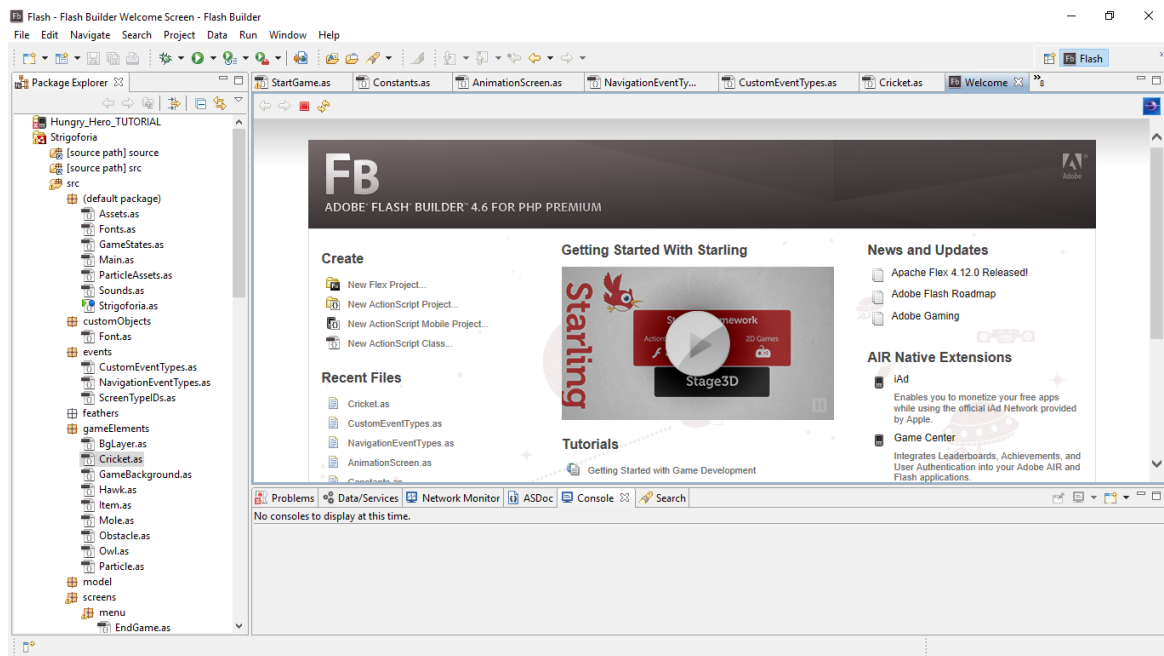 Fb Flash - Flash Builder Welcome Screen - Flash Builder
File Edit Navigate Search Project Data Run Window Help
Fb Flash
Package Explorer
StartGame.as Constants.as AnimationScreen.as NavigationEventTy... CustomEventTypes.as Cricket.as Fb Welcome »8
Hungry_Hero_TUTORIAL
Strigoforia
[source path] source
[source path] src
src
(default package)
Assets.as
Fonts.as
GameStates.as
Main.as
ParticleAssets.as
Sounds.as
Strigoforia.as
customObjects
Font.as
events
CustomEventTypes.as
NavigationEventTypes.as
ScreenTypeIDs.as
feathers
gameElements
BgLayer.as
Cricket.as
GameBackground.as
Hawk.as
Item.as
Mole.as
Obstacle.as
Owl.as
Particle.as
model
screens
menu
EndGame.as
FB
ADOBE® FLASH® BUILDER™ 4.6 FOR PHP PREMIUM
Adobe
Create
New Flex Project...
New ActionScript Project...
New ActionScript Mobile Project...
New ActionScript Class...
Recent Files
Cricket.as
CustomEventTypes.as
NavigationEventTypes.as
AnimationScreen.as
Constants.as
Getting Started With Starling
Starling
2D Games
Stage3D
Tutorials
Getting Started with Game Development
News and Updates
Apache Flex 4.12.0 Released!
Adobe Flash Roadmap
Adobe Gaming
AIR Native Extensions
iAd
Enables you to monetize your free apps
while using the official iAd Network provided
by Apple.
Game Center
Integrates Leaderboards, Achievements, and
User Authentication into your Adobe AIR and
Flash applications.
Problems Data/Services Network Monitor ASDoc Console Search
No consoles to display at this time.